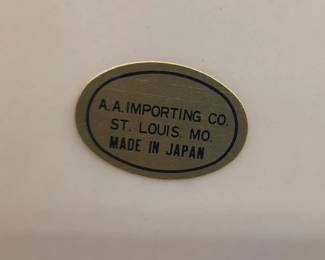 A.A.IMPORTING CO.
ST. LOUIS. MO.
MADE IN JAPAN